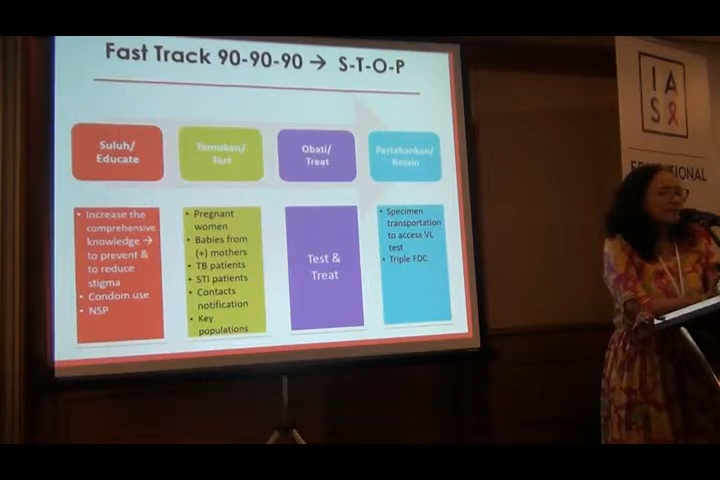 Fast Track 90-90-90 → S-T-O-P
Suluh/
Educate
Temukan/
Test
Obati/
Treat
Pertahankan/
Retain
• Increase the
comprehensive
knowledge →
to prevent &
to reduce
stigma
• Condom use
• NSP
• Pregnant
women
• Babies from
(+) mothers
• TB patients
• STI patients
• Contacts
notification
• Key
populations
Test &
Treat
• Specimen
transportation
to access VL
test
• Triple FDC
IA
S